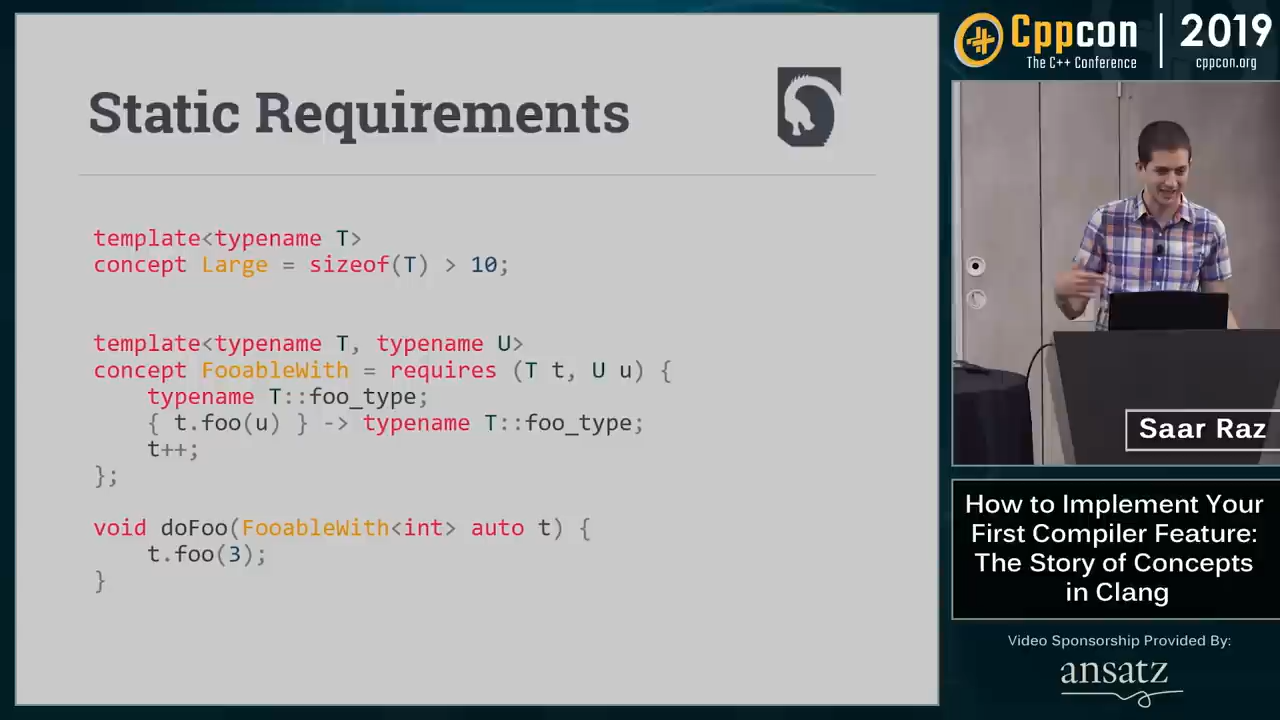 Static Requirements
template<typename T>
concept Large = sizeof(T) > 10;
template<typename T, typename U>
concept FooableWith = requires (T t, U u) {
    typename T::foo_type;
    { t.foo(u) } -> typename T::foo_type;
    t++;
};
void doFoo(FooableWith<int> auto t) {
    t.foo(3);
}
Cppcon | 2019
The C++ Conference
cppcon.org
Saar Raz
How to Implement Your
First Compiler Feature:
The Story of Concepts
in Clang
Video Sponsorship Provided By:
ansatz